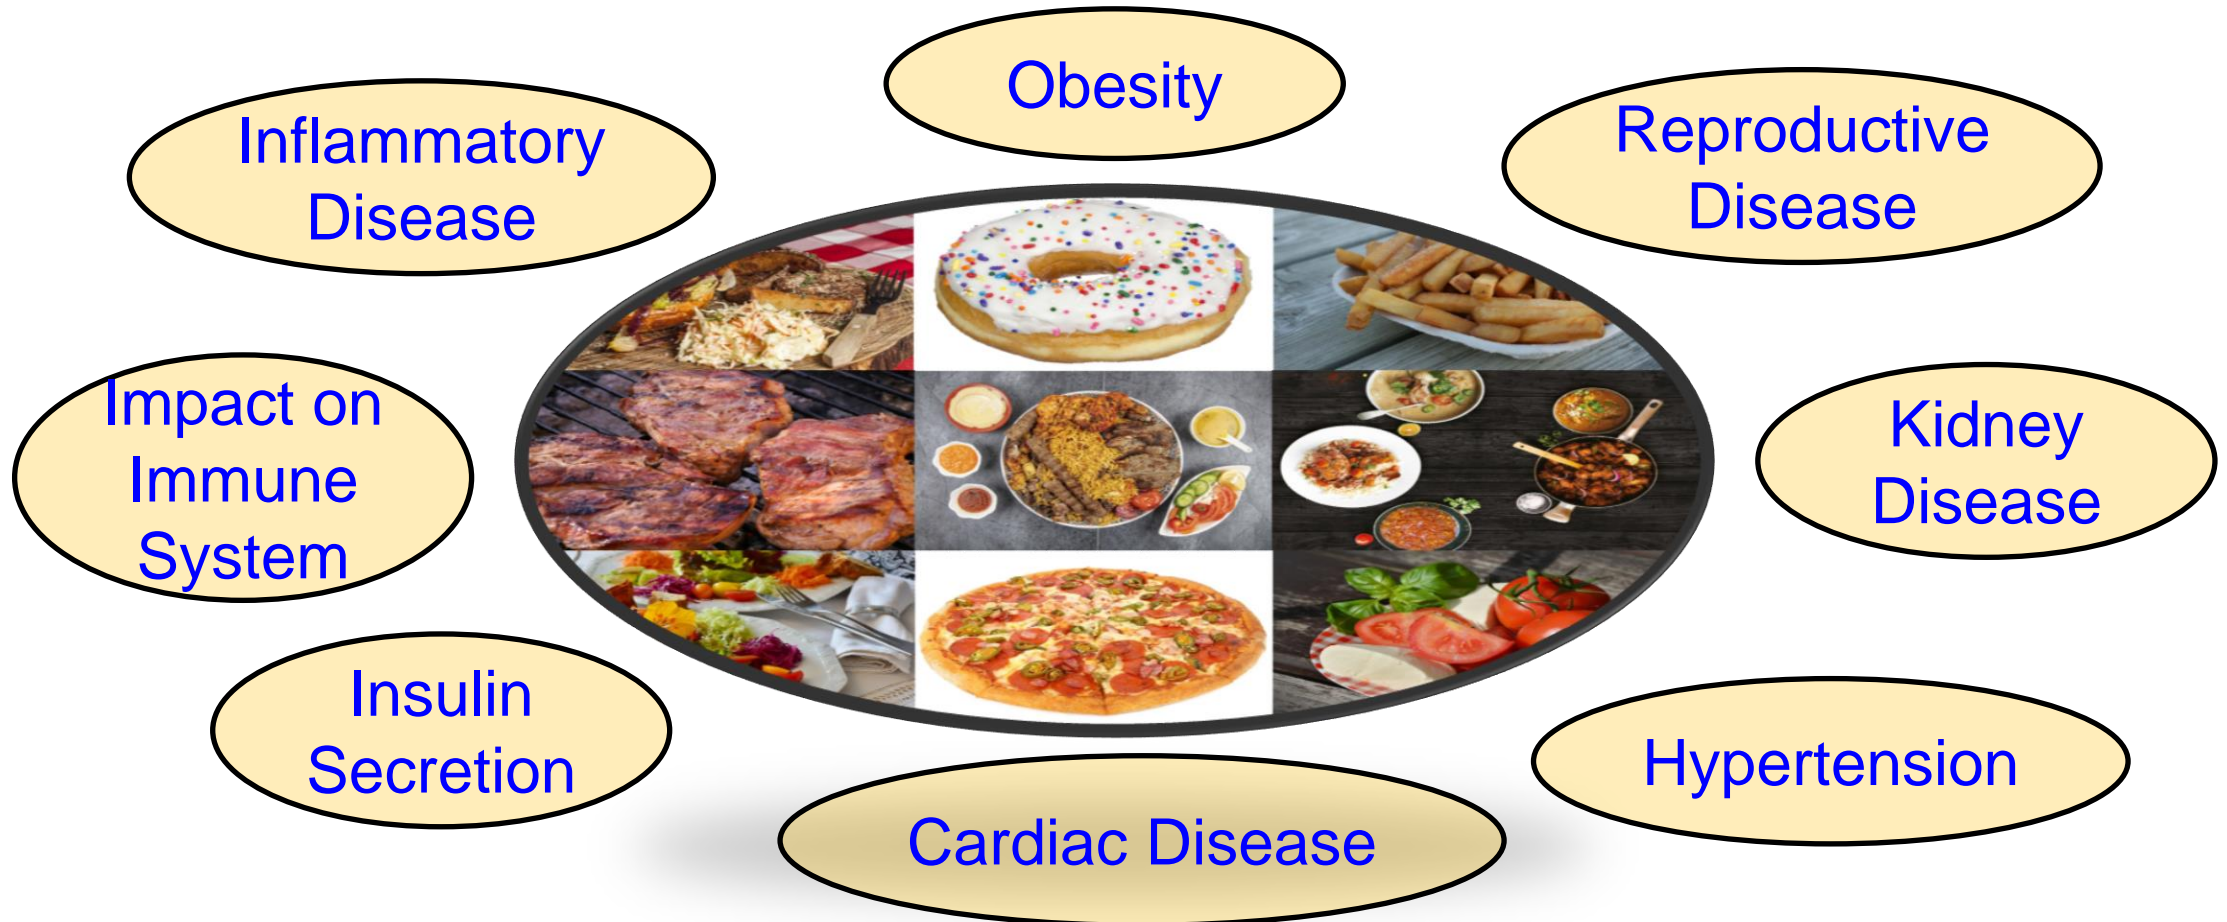 Obesity
Inflammatory
Disease
Reproductive
Disease
Impact on
Immune
System
Kidney
Disease
Insulin
Secretion
Hypertension
Cardiac Disease